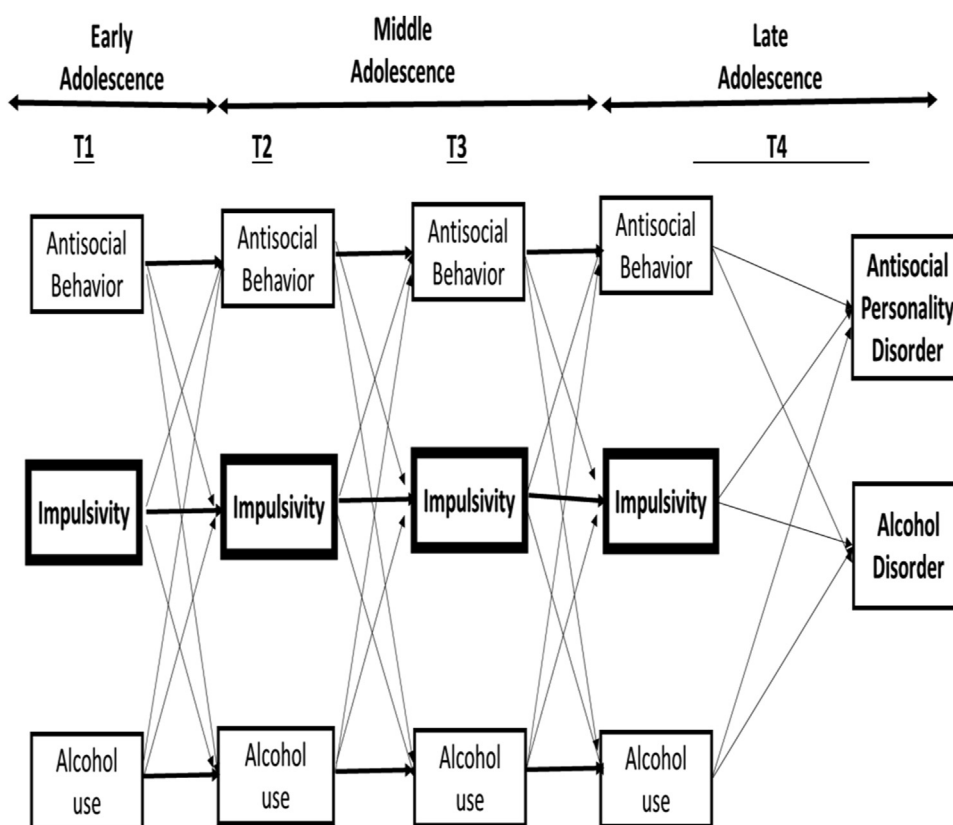 Early
Adolescence
Middle
Adolescence
Late
Adolescence
T1
T2
T3
T4
Antisocial
Behavior
Antisocial
Behavior
Antisocial
Behavior
Antisocial
Behavior
Antisocial
Personality
Disorder
Impulsivity
Impulsivity
Impulsivity
Impulsivity
Alcohol
Disorder
Alcohol
use
Alcohol
use
Alcohol
use
Alcohol
use